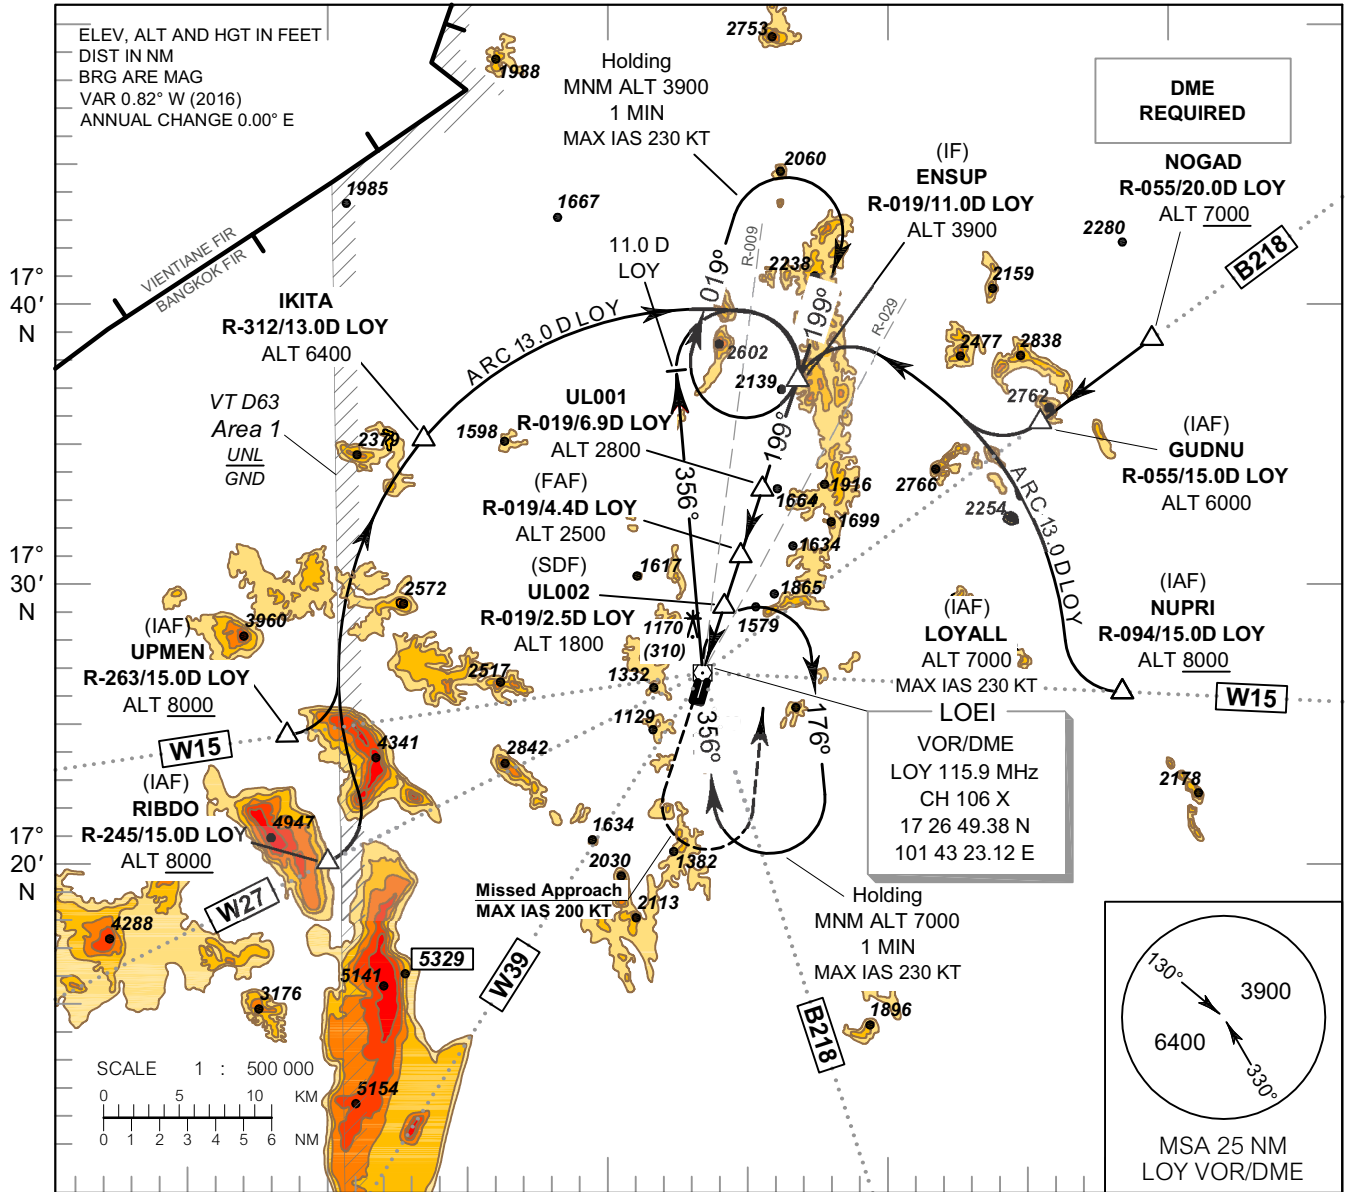 ELEV, ALT AND HGT IN FEET
DIST IN NM
BRG ARE MAG
VAR 0.82° W (2016)
ANNUAL CHANGE 0.00° E
1988
2753
Holding
MNM ALT 3900
1 MIN
MAX IAS 230 KT
DME
REQUIRED
2060
(IF)
ENSUP
R-019/11.0D LOY
ALT 3900
NOGAD
R-055/20.0D LOY
ALT 7000
1985
1667
2280
B218
VIENTIANE FIR
BANGKOK FIR
11.0 D
LOY
019°
R-009
2238
199°
R-029
2159
17°
40'
N
IKITA
R-312/13.0D LOY
ALT 6400
ARC 13.0 D LOY
2602
2139
2477
2838
2762
VT D63
Area 1
UNL
GND
2379
1598
UL001
R-019/6.9D LOY
ALT 2800
199°
(IAF)
GUDNU
R-055/15.0D LOY
ALT 6000
(FAF)
R-019/4.4D LOY
ALT 2500
356°
1664
1916
1699
2766
2254
ARC 13.0 D LOY
17°
30'
N
1634
(SDF)
UL002
R-019/2.5D LOY
ALT 1800
1617
1865
1579
2572
3960
(IAF)
UPMEN
R-263/15.0D LOY
ALT 8000
1170
(310)
(IAF)
LOYALL
ALT 7000
MAX IAS 230 KT
(IAF)
NUPRI
R-094/15.0D LOY
ALT 8000
2517
1332
W15
W15
1129
356°
176°
LOEI
VOR/DME
LOY 115.9 MHz
CH 106 X
17 26 49.38 N
101 43 23.12 E
4341
2842
2178
(IAF)
RIBDO
R-245/15.0D LOY
ALT 8000
4947
17°
20'
N
1634
2030
1382
Missed Approach
MAX IAS 200 KT
2113
Holding
MNM ALT 7000
1 MIN
MAX IAS 230 KT
W27
4288
W39
5329
5141
3176
B218
1896
130°
3900
6400
330°
MSA 25 NM
LOY VOR/DME
SCALE 1 : 500 000
0 5 10 KM
0 1 2 3 4 5 6 NM
5154